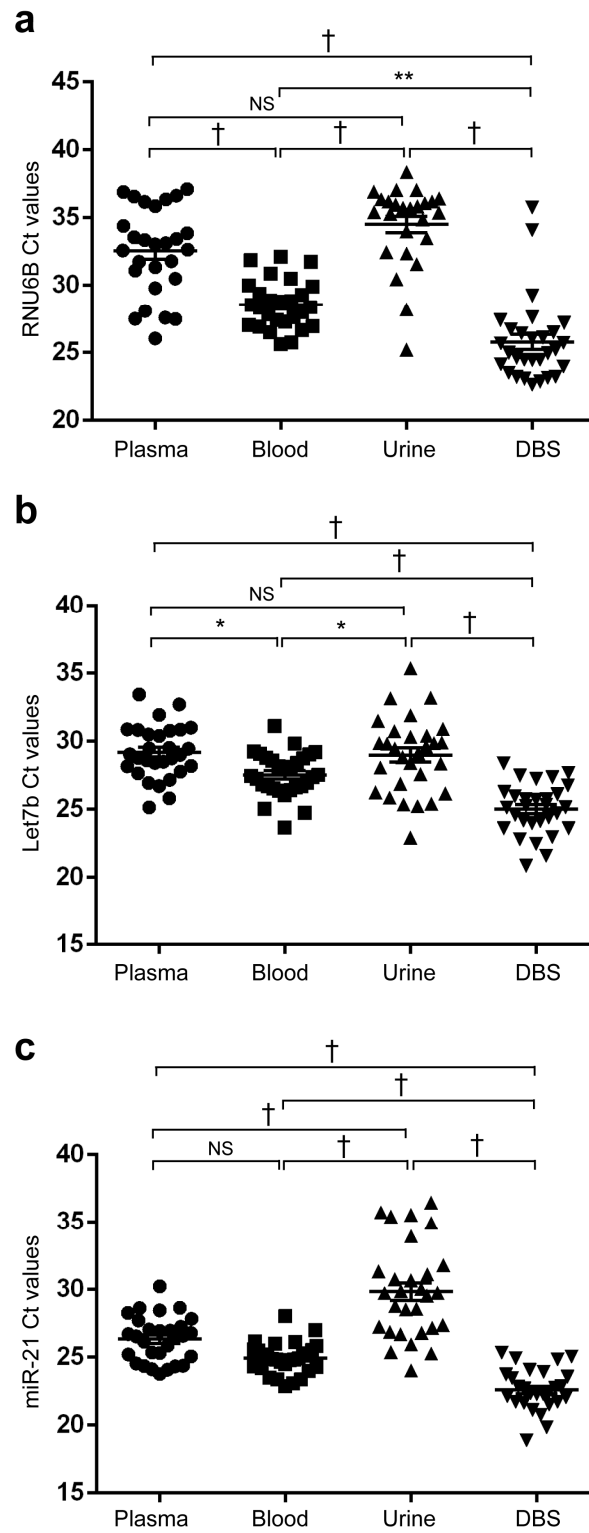 a
†
**
NS
† † †
45
40
35
30
25
20
RNU6B Ct values
Plasma Blood Urine DBS
b
†
†
NS
* * †
40
35
30
25
20
15
Let7b Ct values
Plasma Blood Urine DBS
c
†
†
†
NS † †
40
35
30
25
20
15
miR-21 Ct values
Plasma Blood Urine DBS